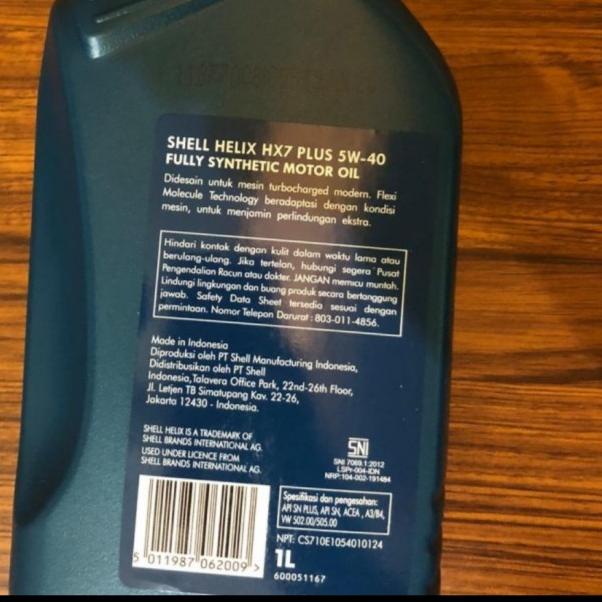 SHELL HELIX HX7 PLUS 5W-40
FULLY SYNTHETIC MOTOR OIL
Didesain untuk mesin turbocharged modern. Flexi
Molecule Technology beradaptasi dengan kondisi
mesin, untuk menjamin perlindungan ekstra.
Hindari kontak dengan kulit dalam waktu lama atau
berulang-ulang. Jika tertelan, hubungi segera Pusat
Pengendalian Racun atau dokter. JANGAN memicu muntah.
Lindungi lingkungan dan buang produk secara bertanggung
jawab. Safety Data Sheet tersedia sesuai dengan
permintaan. Nomor Telepon Darurat : 803-011-4856.
Made in Indonesia
Diproduksi oleh PT Shell Manufacturing Indonesia,
Didistribusikan oleh PT Shell
Indonesia,Talavera Office Park, 22nd-26th Floor,
Jl. Letjen TB Simatupang Kav. 22-26,
Jakarta 12430 - Indonesia.
SHELL HELIX IS A TRADEMARK OF
SHELL BRANDS INTERNATIONAL AG.
USED UNDER LICENCE FROM
SHELL BRANDS INTERNATIONAL AG.
SNI
SNI 7069.1:2012
LSPr-004-IDN
NRP:104-002-191484
Spesifikasi dan pengesahan:
API SN PLUS, API SN, ACEA , A3/B4,
VW 502.00/505.00
NPT: CS710E1054010124
1L
600051167
5 011987 062009 >